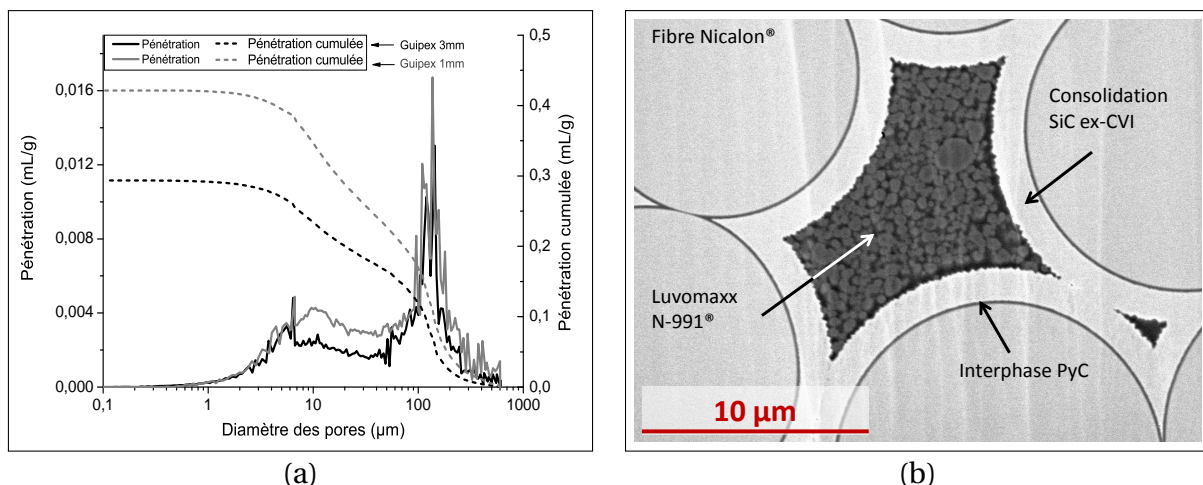 Pénétration (mL/g)
0,016
0,012
0,008
0,004
0,000
Pénétration
Pénétration cumulée
Guipex 3mm
Pénétration
Pénétration cumulée
Guipex 1mm
0,5
0,4
0,3
0,2
0,1
0,0
Pénétration cumulée (mL/g)
0,1 1 10 100 1000
Diamètre des pores (µm)
(a)
Fibre Nicalon®
Consolidation
SiC ex-CVI
Luvomaxx
N-991®
Interphase PyC
10 µm
(b)